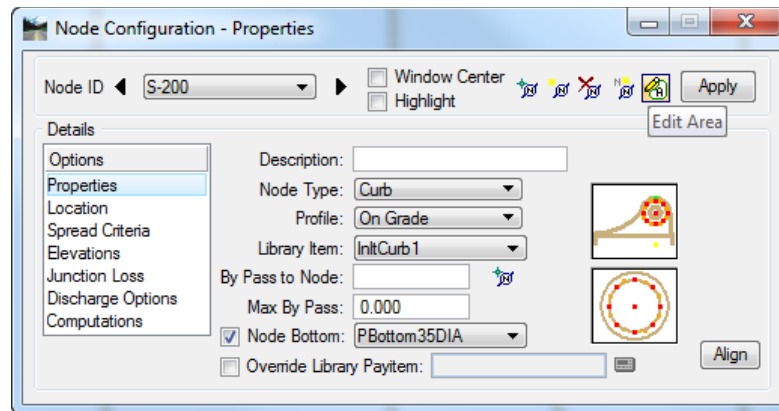 Node Configuration - Properties
Node ID S-200 Window Center Apply
Highlight
Edit Area
Details
Options
Properties
Location
Spread Criteria
Elevations
Junction Loss
Discharge Options
Computations
Description:
Node Type: Curb
Profile: On Grade
Library Item: InltCurb1
By Pass to Node:
Max By Pass: 0.000
Node Bottom: PBottom35DIA
Override Library Payitem:
Align